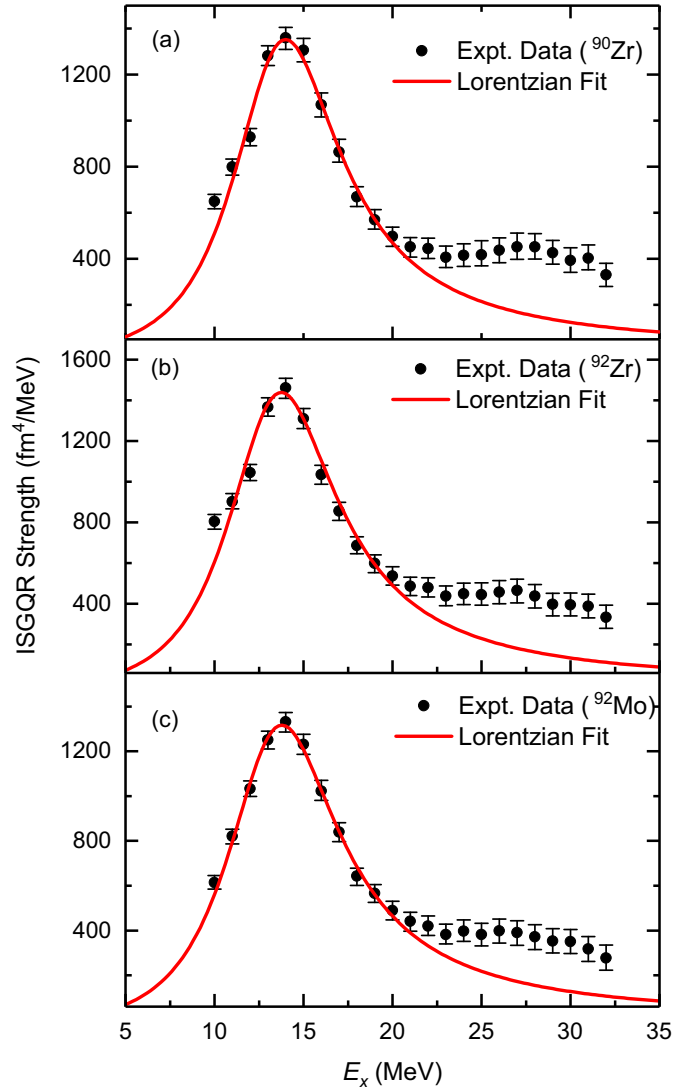 (a)
Expt. Data (⁹⁰Zr)
Lorentzian Fit
1200
800
400
(b)
Expt. Data (⁹²Zr)
Lorentzian Fit
1600
1200
800
400
ISGQR Strength (fm⁴/MeV)
(c)
Expt. Data (⁹²Mo)
Lorentzian Fit
1200
800
400
5 10 15 20 25 30 35
Eₓ (MeV)